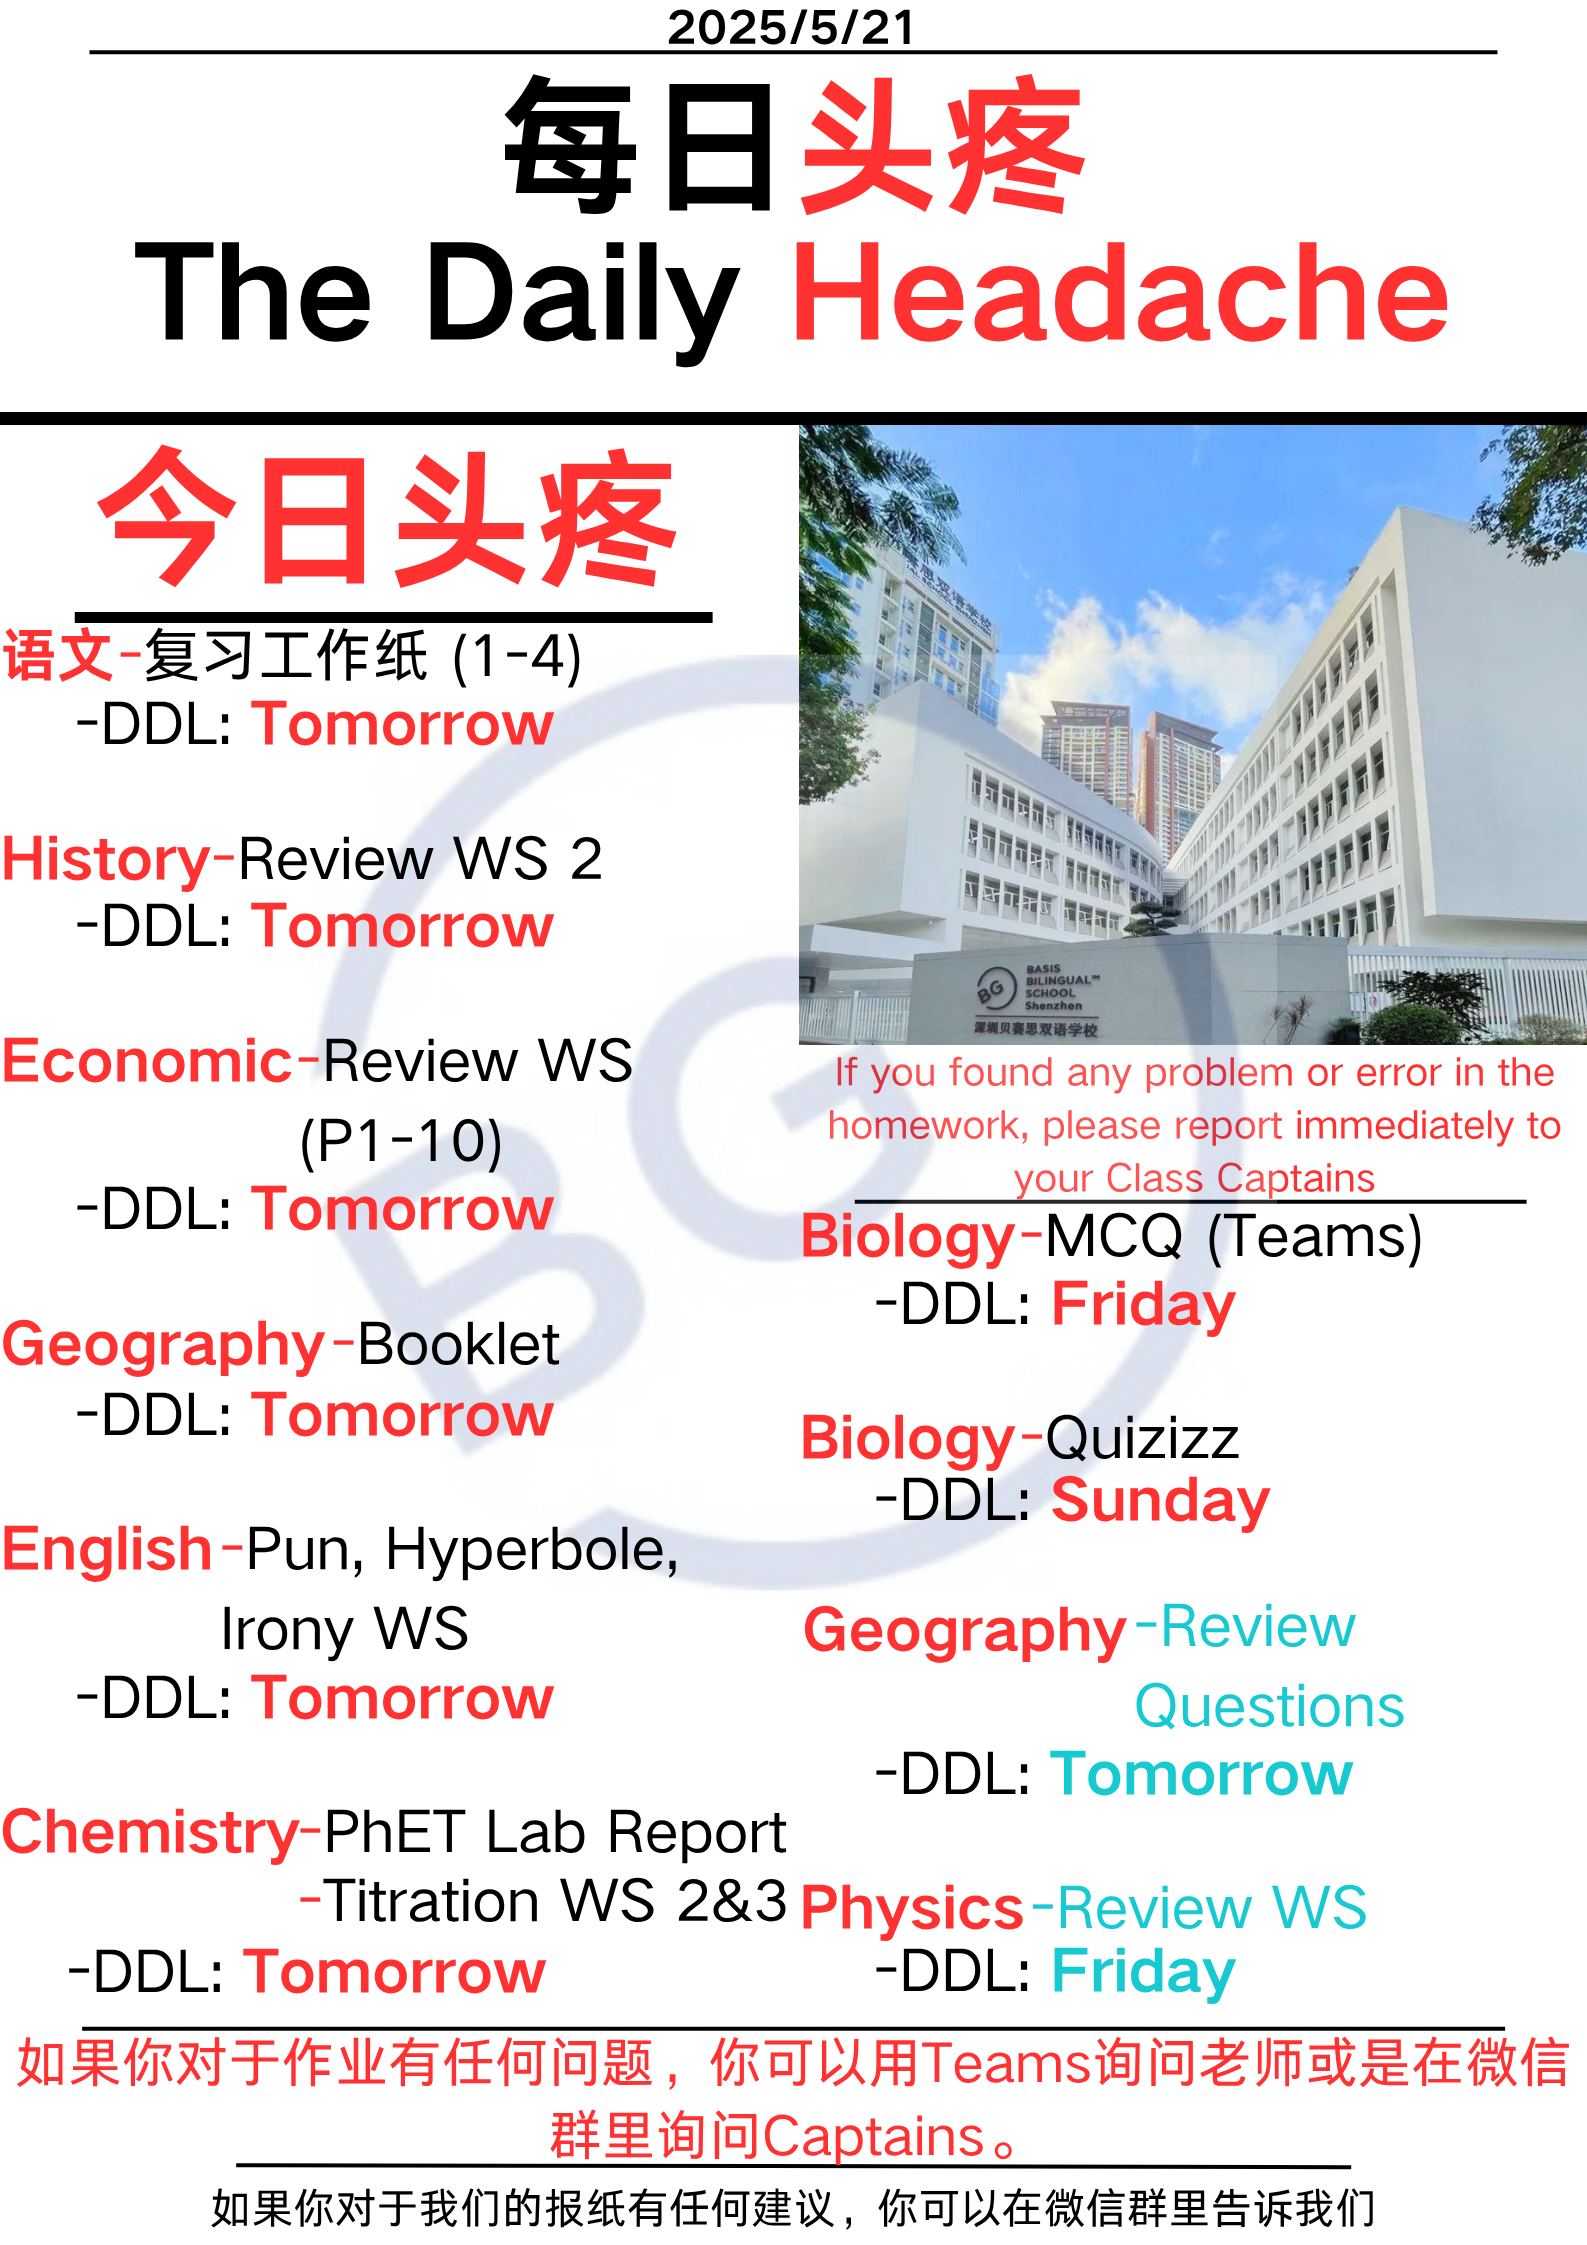 2025/5/21
每日头疼
The Daily Headache
今日头疼
语文-复习工作纸 (1-4)
-DDL: Tomorrow
History-Review WS 2
-DDL: Tomorrow
Economic-Review WS
(P1-10)
-DDL: Tomorrow
Geography-Booklet
-DDL: Tomorrow
English-Pun, Hyperbole,
Irony WS
-DDL: Tomorrow
Chemistry-PhET Lab Report
-Titration WS 2&3
-DDL: Tomorrow
赛思双语学校
BG
BASIS
BILINGUAL™
SCHOOL
Shenzhen
深圳贝赛思双语学校
If you found any problem or error in the
homework, please report immediately to
your Class Captains
Biology-MCQ (Teams)
-DDL: Friday
Biology-Quizizz
-DDL: Sunday
Geography-Review
Questions
-DDL: Tomorrow
Physics-Review WS
-DDL: Friday
BG
如果你对于作业有任何问题，你可以用Teams询问老师或是在微信
群里询问Captains。
如果你对于我们的报纸有任何建议，你可以在微信群里告诉我们